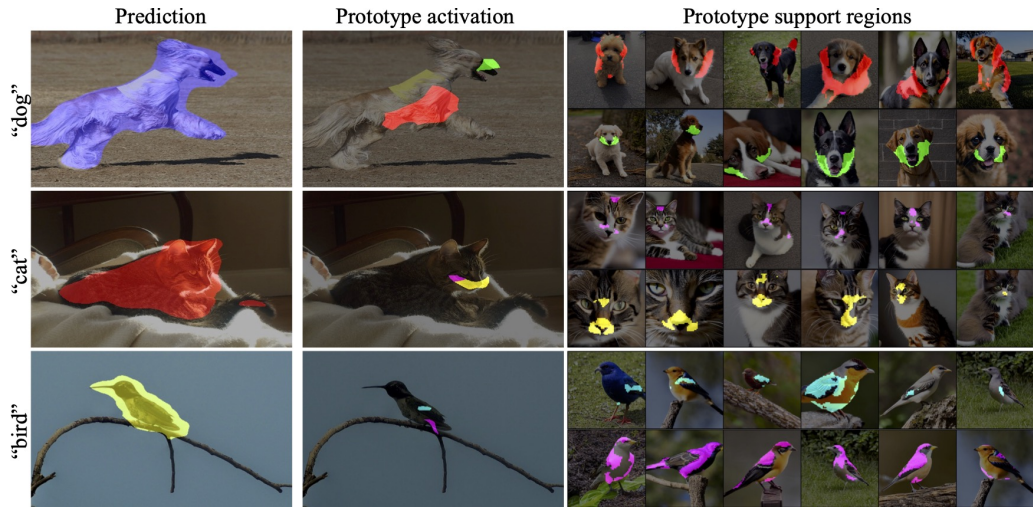 Prediction
Prototype activation
Prototype support regions
“dog”
“cat”
“bird”